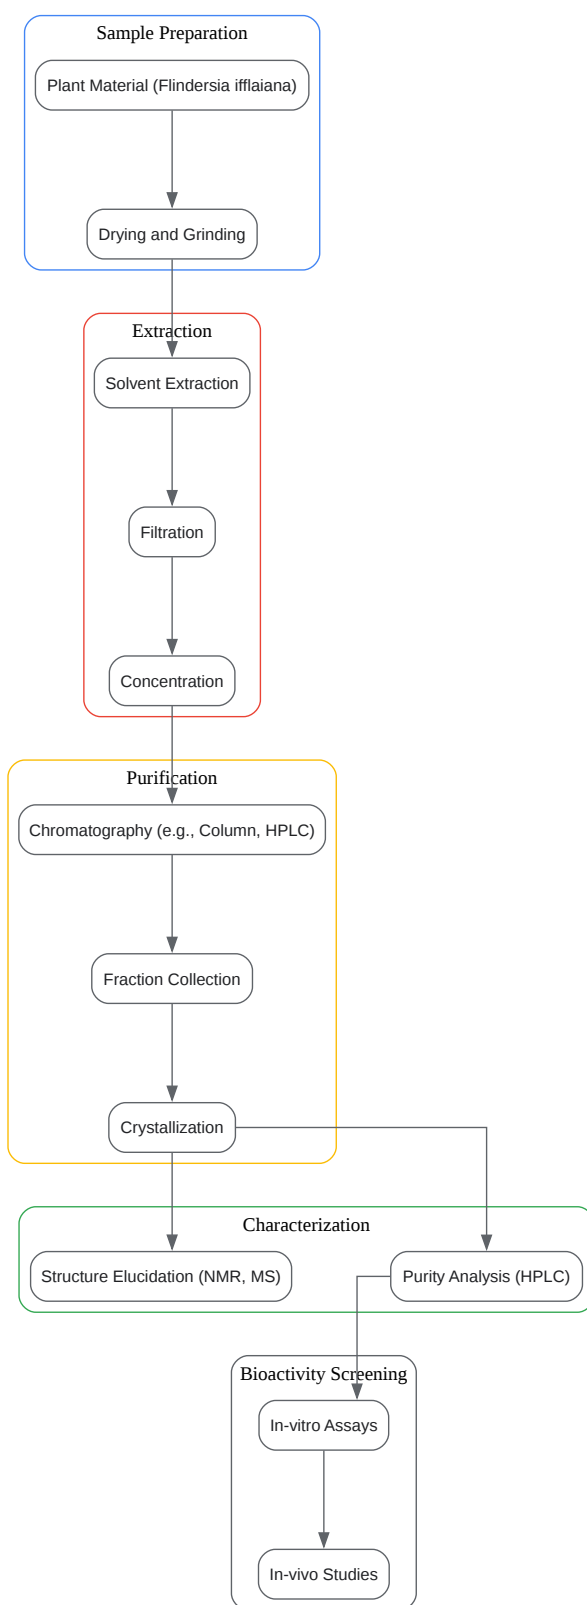 Sample Preparation
Plant Material (Flindersia ifflaiana)
Drying and Grinding
Extraction
Solvent Extraction
Filtration
Concentration
Purification
Chromatography (e.g., Column, HPLC)
Fraction Collection
Crystallization
Characterization
Structure Elucidation (NMR, MS)
Purity Analysis (HPLC)
Bioactivity Screening
In-vitro Assays
In-vivo Studies